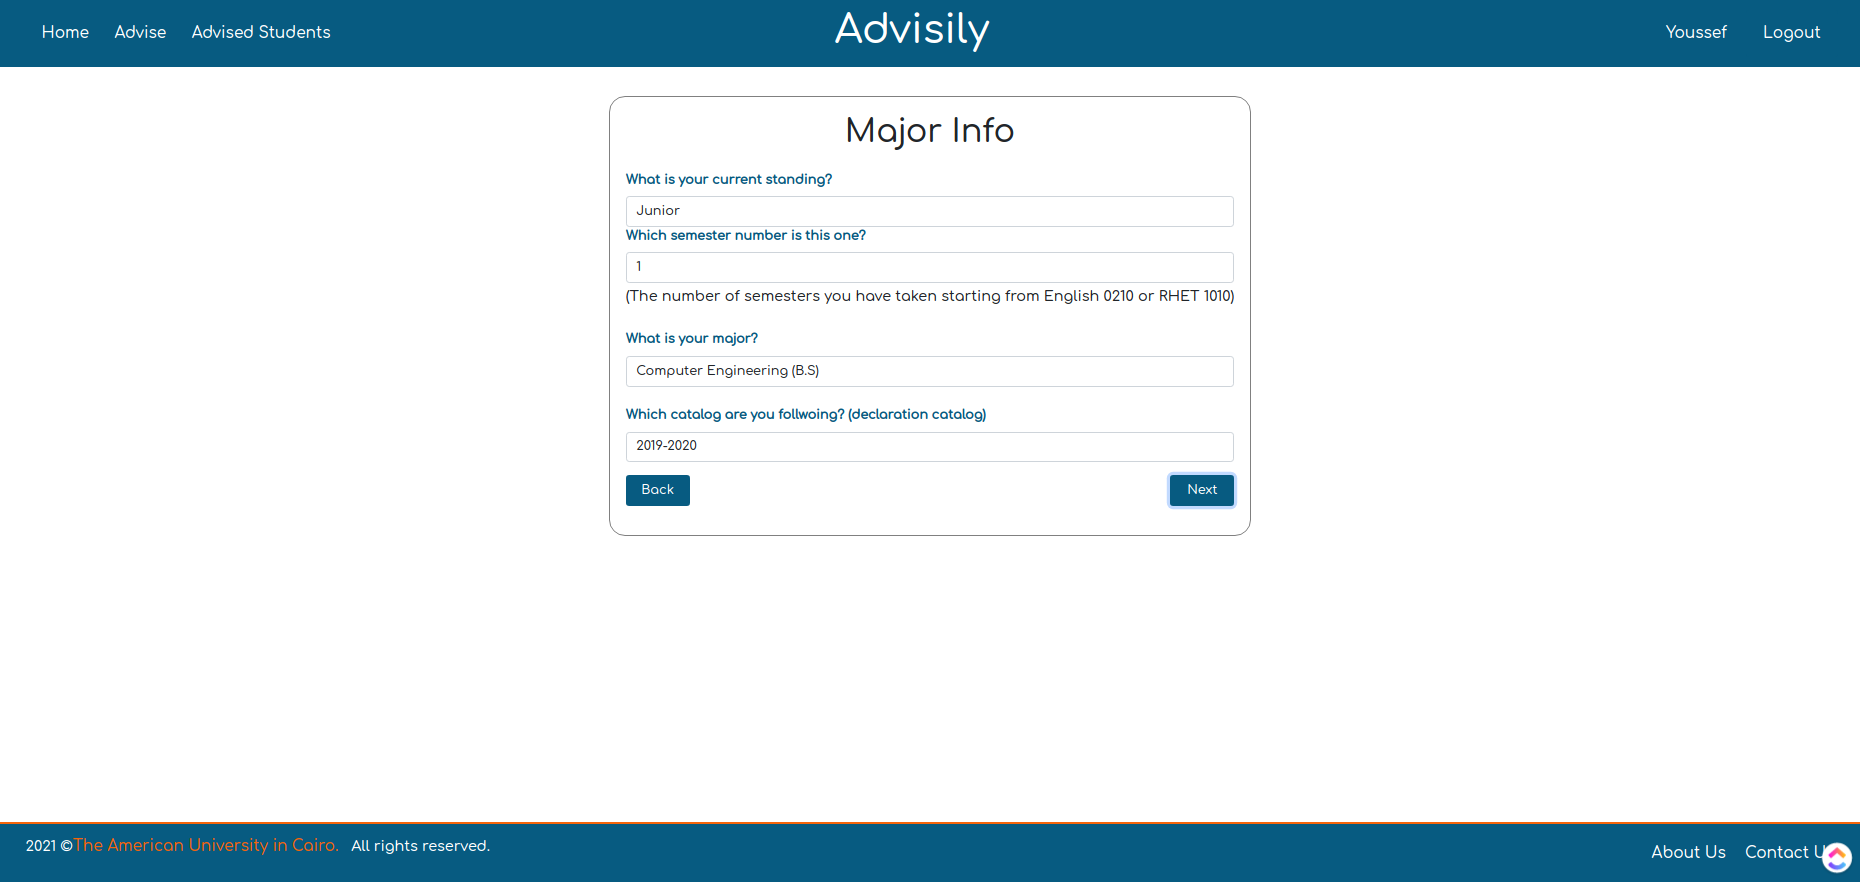 Home Advise Advised Students Advisily Youssef Logout
Major Info
What is your current standing?
Junior
Which semester number is this one?
1
(The number of semesters you have taken starting from English 0210 or RHET 1010)
What is your major?
Computer Engineering (B.S)
Which catalog are you follwoing? (declaration catalog)
2019-2020
Back Next
2021 ©The American University in Cairo. All rights reserved.
About Us Contact U